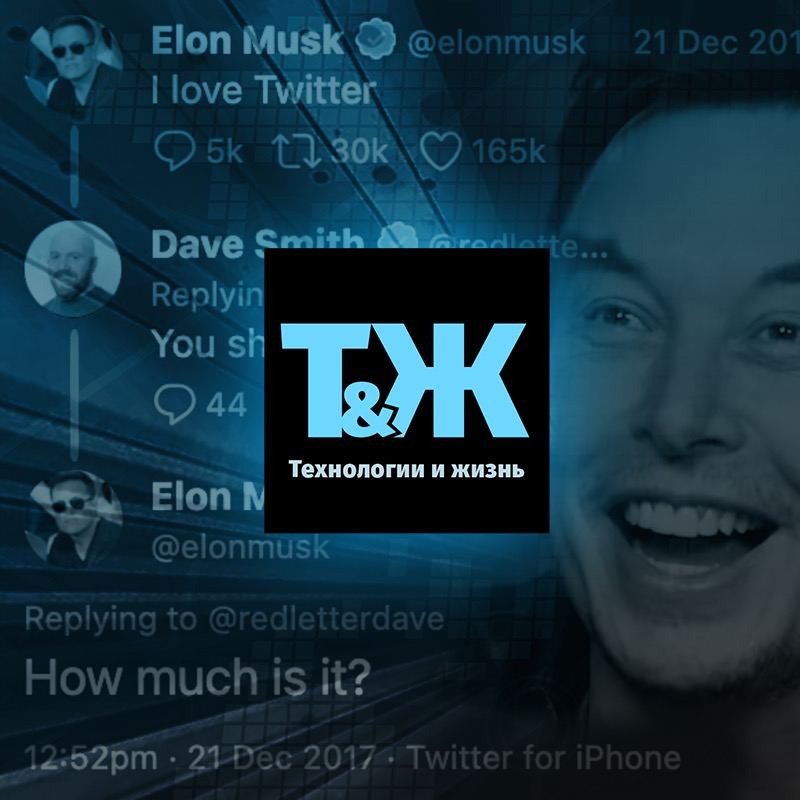 Elon Musk @elonmusk 21 Dec 201
I love Twitter
5k 30k 165k
Dave Smith @redlette...
Replyin
You sh
44
T&Ж
Технологии и жизнь
Elon M
@elonmusk
Replying to @redletterdave
How much is it?
12:52pm · 21 Dec 2017 · Twitter for iPhone